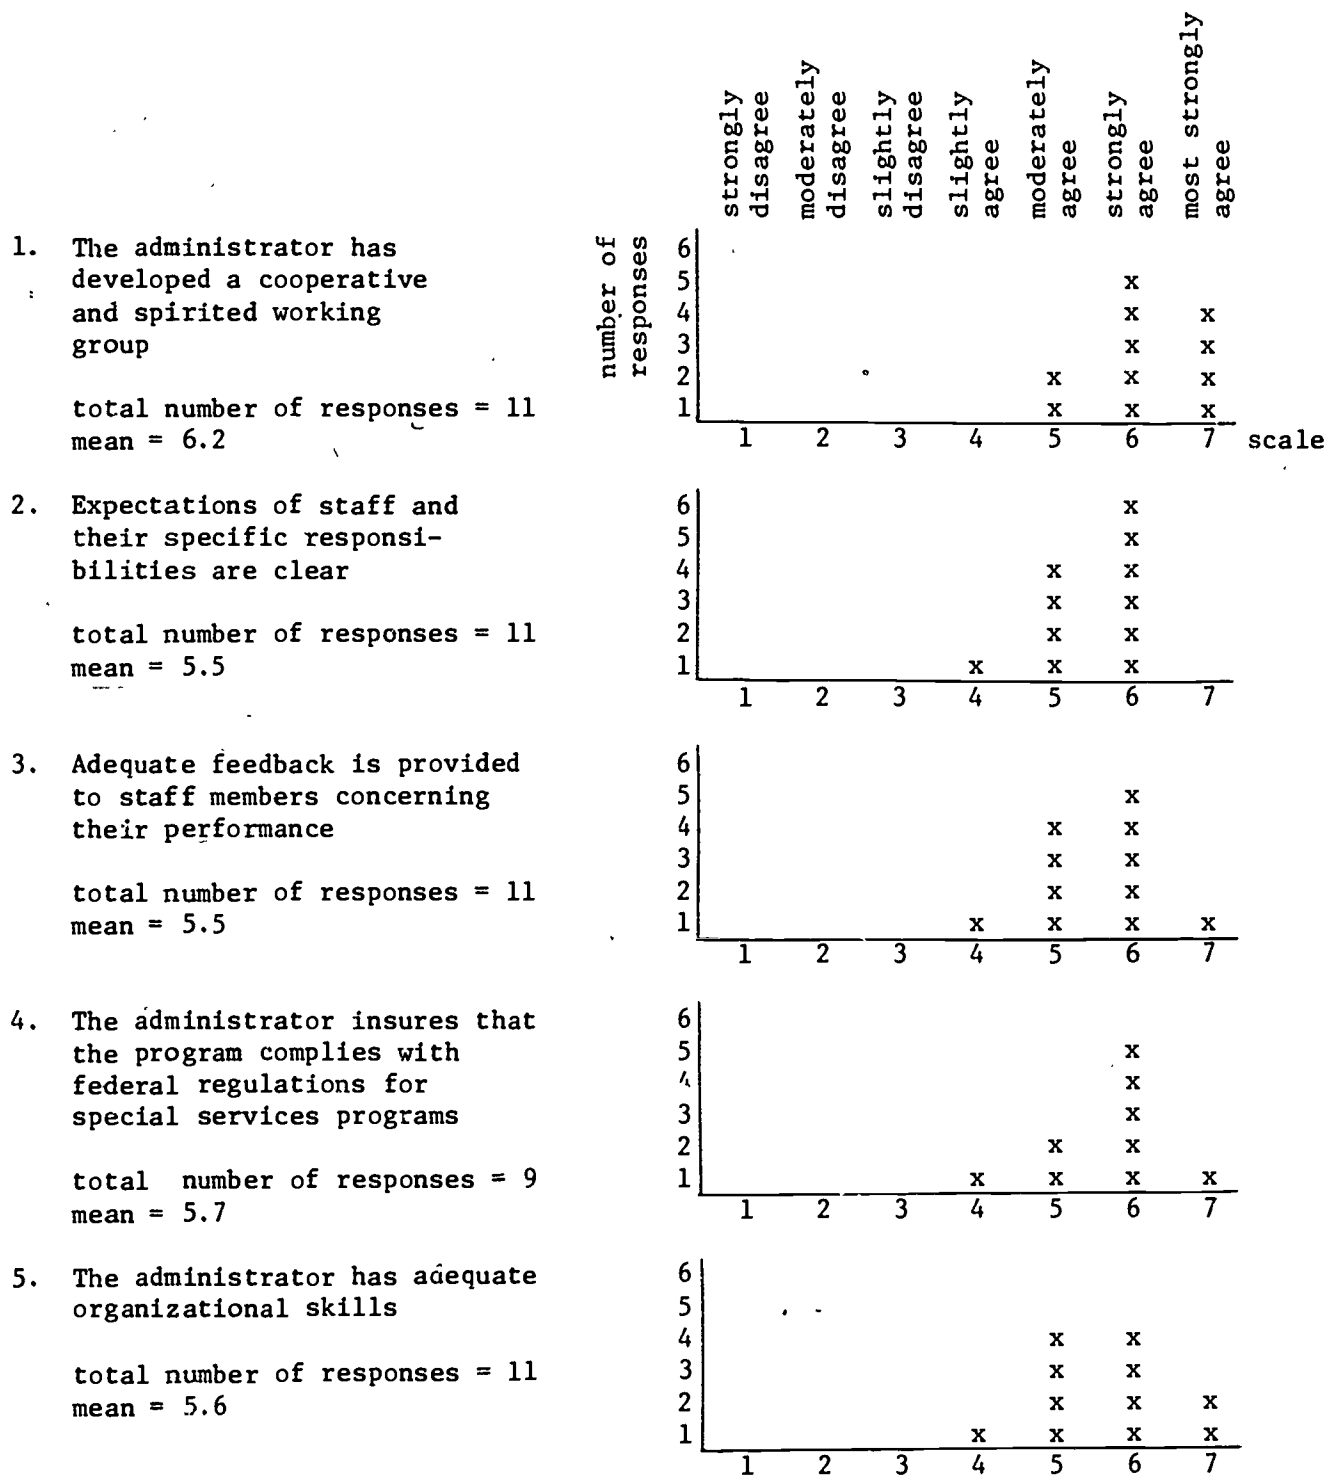 strongly disagree
moderately disagree
slightly disagree
slightly agree
moderately agree
strongly agree
most strongly agree
1. The administrator has
developed a cooperative
and spirited working
group
total number of responses = 11
mean = 6.2
number of responses
6
5 x
4 x x
3 x x
2 x x x
1 x x x
1 2 3 4 5 6 7 scale
2. Expectations of staff and
their specific responsi-
bilities are clear
total number of responses = 11
mean = 5.5
6 x
5 x
4 x x
3 x x
2 x x
1 x x x
1 2 3 4 5 6 7
3. Adequate feedback is provided
to staff members concerning
their performance
total number of responses = 11
mean = 5.5
6
5 x
4 x x
3 x x
2 x x
1 x x x x
1 2 3 4 5 6 7
4. The administrator insures that
the program complies with
federal regulations for
special services programs
total number of responses = 9
mean = 5.7
6
5 x
4 x
3 x
2 x x
1 x x x x
1 2 3 4 5 6 7
5. The administrator has adequate
organizational skills
total number of responses = 11
mean = 5.6
6
5
4 x x
3 x x
2 x x x
1 x x x x
1 2 3 4 5 6 7